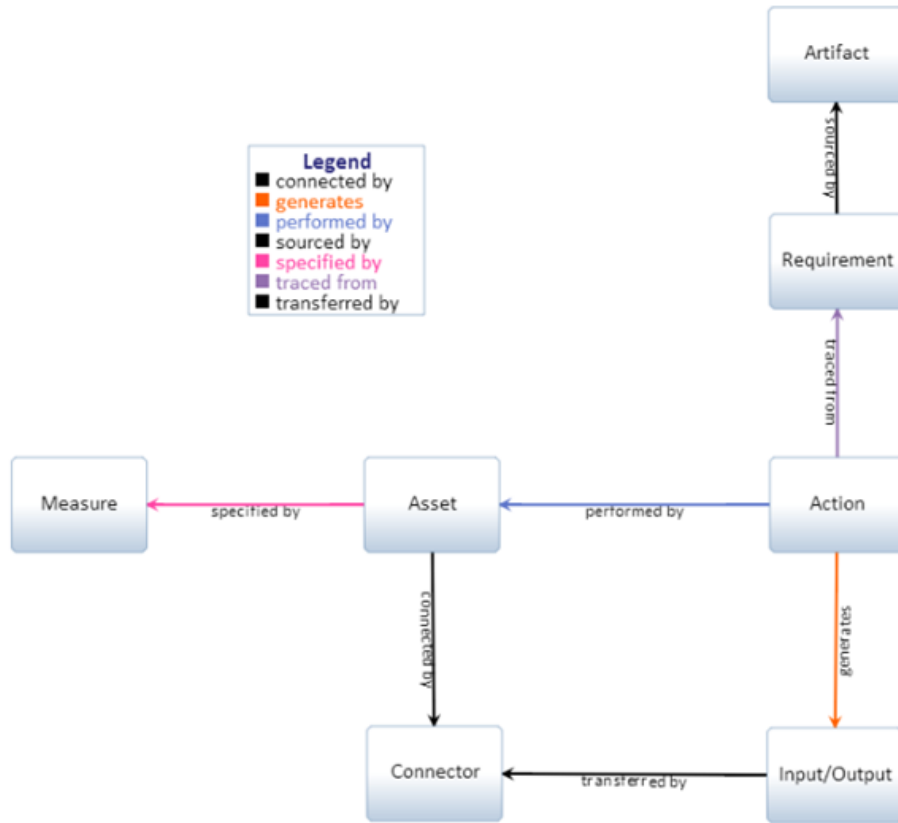 Artifact
sourced by
Legend
connected by
generates
performed by
sourced by
specified by
traced from
transferred by
Requirement
traced from
Measure
specified by
Asset
performed by
Action
connected by
generates
Connector
transferred by
Input/Output